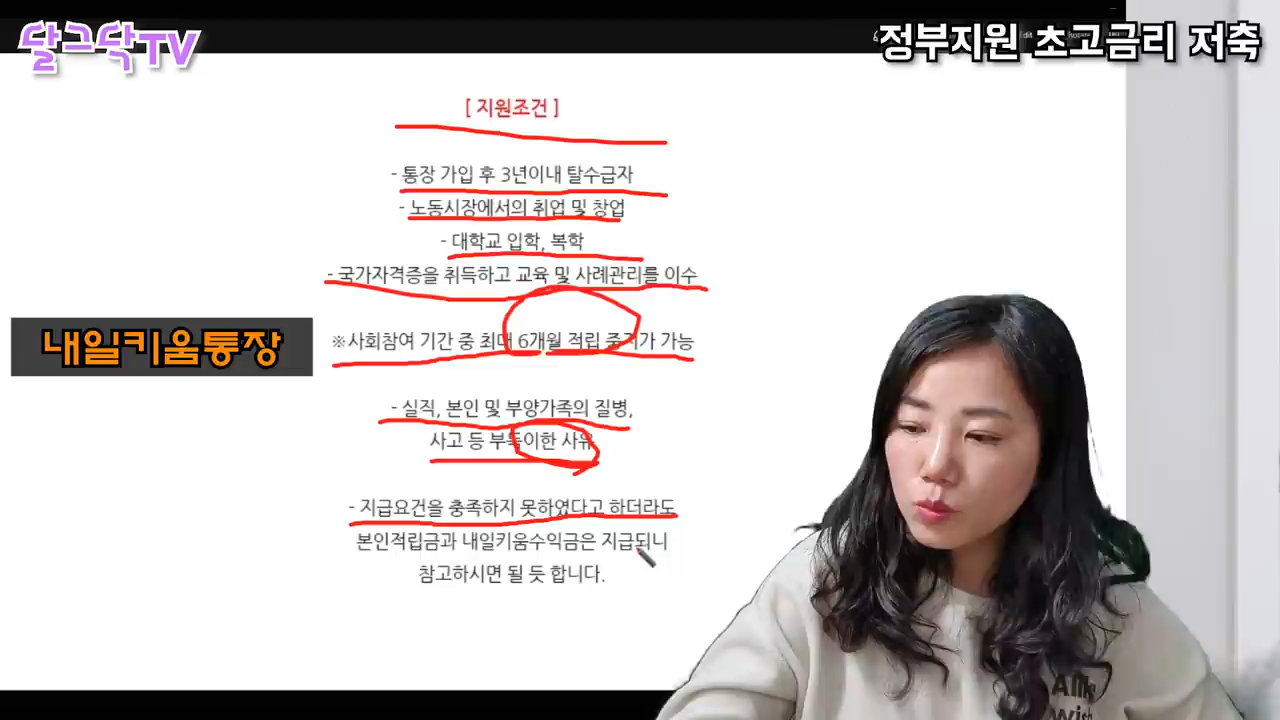 달그닥TV
정부지원 초고금리 저축
[ 지원조건 ]
- 통장 가입 후 3년이내 탈수급자
- 노동시장에서의 취업 및 창업
- 대학교 입학, 복학
- 국가자격증을 취득하고 교육 및 사례관리를 이수
내일키움통장
※사회참여 기간 중 최대 6개월 적립 중지가 가능
- 실직, 본인 및 부양가족의 질병,
사고 등 부득이한 사유
- 지급요건을 충족하지 못하였다고 하더라도
본인적립금과 내일키움수익금은 지급되니
참고하시면 될 듯 합니다.